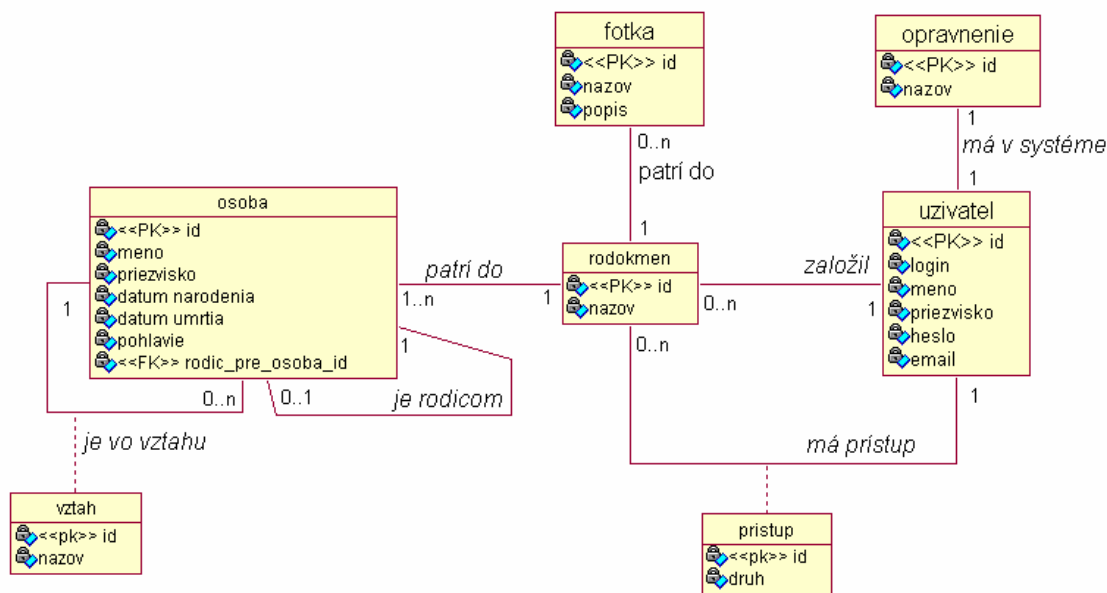 fotka
<<PK>> id
nazov
popis
opravnenie
<<PK>> id
nazov
0..n
patrí do
1
1
má v systéme
1
osoba
<<PK>> id
meno
priezvisko
datum narodenia
datum umrtia
pohlavie
<<FK>> rodic_pre_osoba_id
1
0..n
1
0..1
je rodicom
je vo vztahu
patrí do
1..n
1
rodokmen
<<PK>> id
nazov
založil
0..n
1
uzivatel
<<PK>> id
login
meno
priezvisko
heslo
email
0..n
1
má prístup
vztah
<<pk>> id
nazov
pristup
<<pk>> id
druh